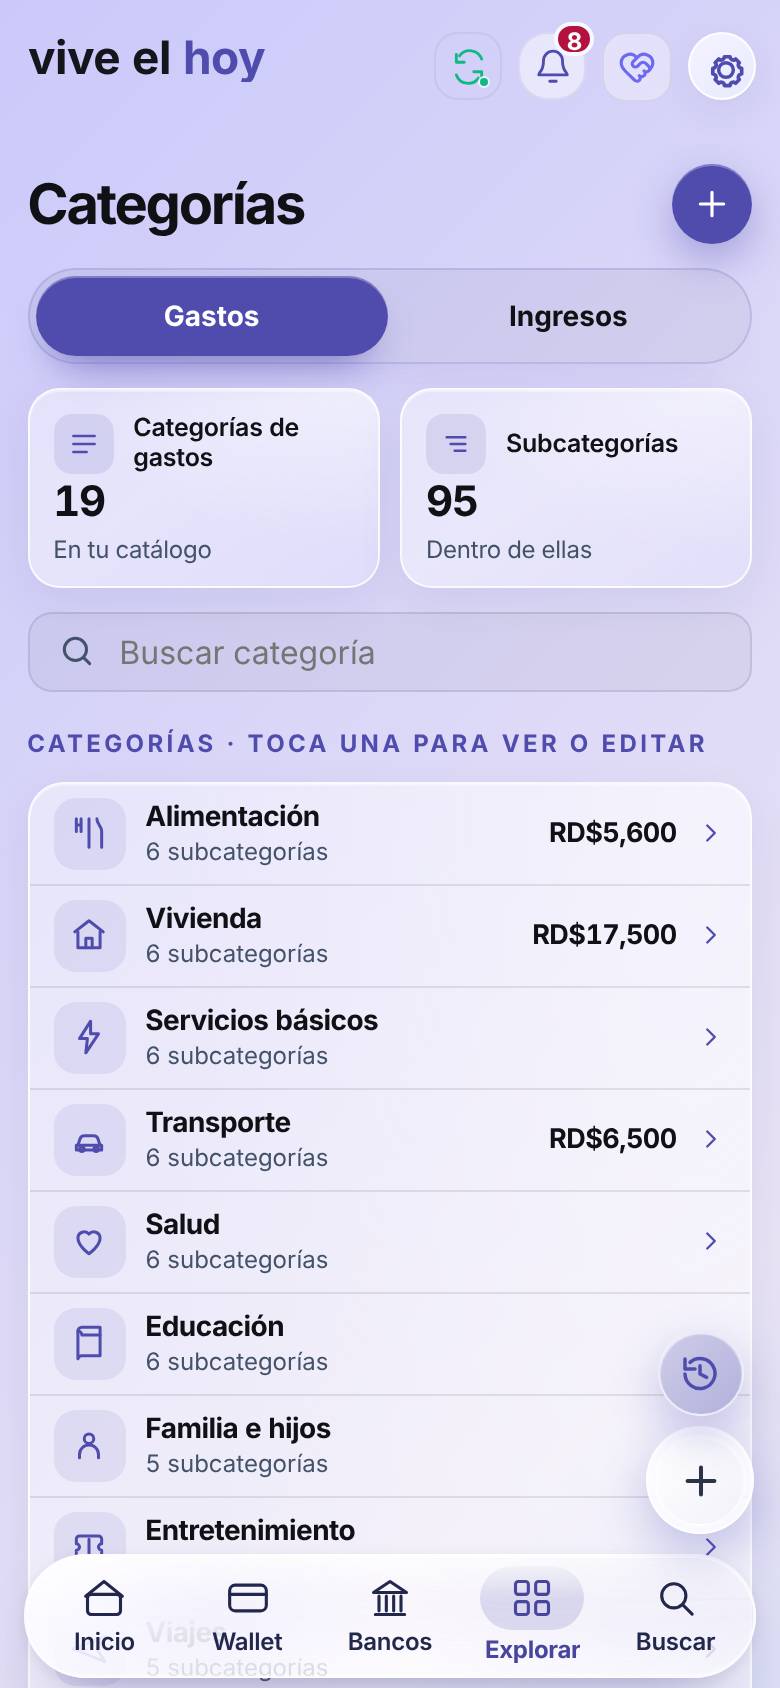 vive el hoy
8
Categorías
Gastos
Ingresos
Categorías de
gastos
19
En tu catálogo
Subcategorías
95
Dentro de ellas
Buscar categoría
CATEGORÍAS · TOCA UNA PARA VER O EDITAR
Alimentación
6 subcategorías
RD$5,600
Vivienda
6 subcategorías
RD$17,500
Servicios básicos
6 subcategorías
Transporte
6 subcategorías
RD$6,500
Salud
6 subcategorías
Educación
6 subcategorías
Familia e hijos
5 subcategorías
Entretenimiento
Viajes
5 subcategorías
Inicio
Wallet
Bancos
Explorar
Buscar